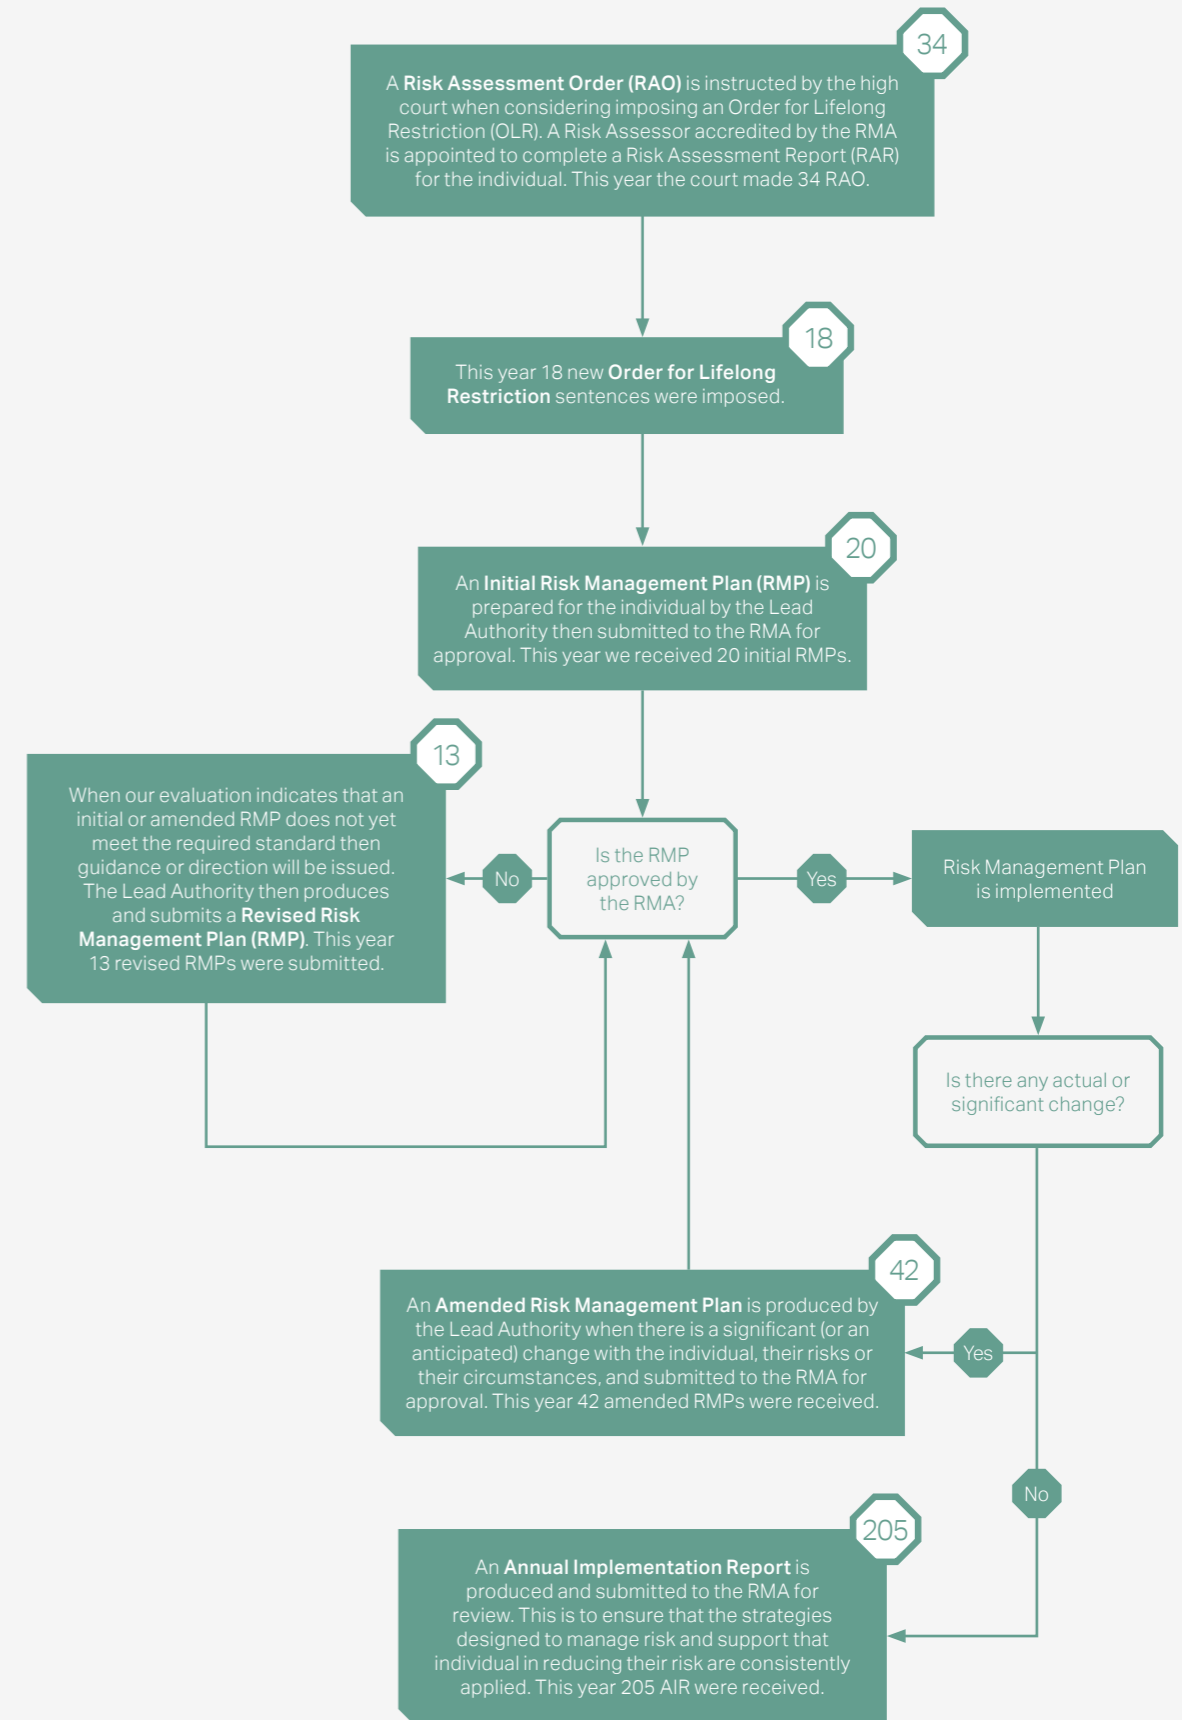 34
A Risk Assessment Order (RAO) is instructed by the high
court when considering imposing an Order for Lifelong
Restriction (OLR). A Risk Assessor accredited by the RMA
is appointed to complete a Risk Assessment Report (RAR)
for the individual. This year the court made 34 RAO.
18
This year 18 new Order for Lifelong
Restriction sentences were imposed.
20
An Initial Risk Management Plan (RMP) is
prepared for the individual by the Lead
Authority then submitted to the RMA for
approval. This year we received 20 initial RMPs.
13
When our evaluation indicates that an
initial or amended RMP does not yet
meet the required standard then
guidance or direction will be issued.
The Lead Authority then produces
and submits a Revised Risk
Management Plan (RMP). This year
13 revised RMPs were submitted.
No
Is the RMP
approved by
the RMA?
Yes
Risk Management Plan
is implemented
Is there any actual or
significant change?
42
An Amended Risk Management Plan is produced by
the Lead Authority when there is a significant (or an
anticipated) change with the individual, their risks or
their circumstances, and submitted to the RMA for
approval. This year 42 amended RMPs were received.
Yes
No
205
An Annual Implementation Report is
produced and submitted to the RMA for
review. This is to ensure that the strategies
designed to manage risk and support that
individual in reducing their risk are consistently
applied. This year 205 AIR were received.